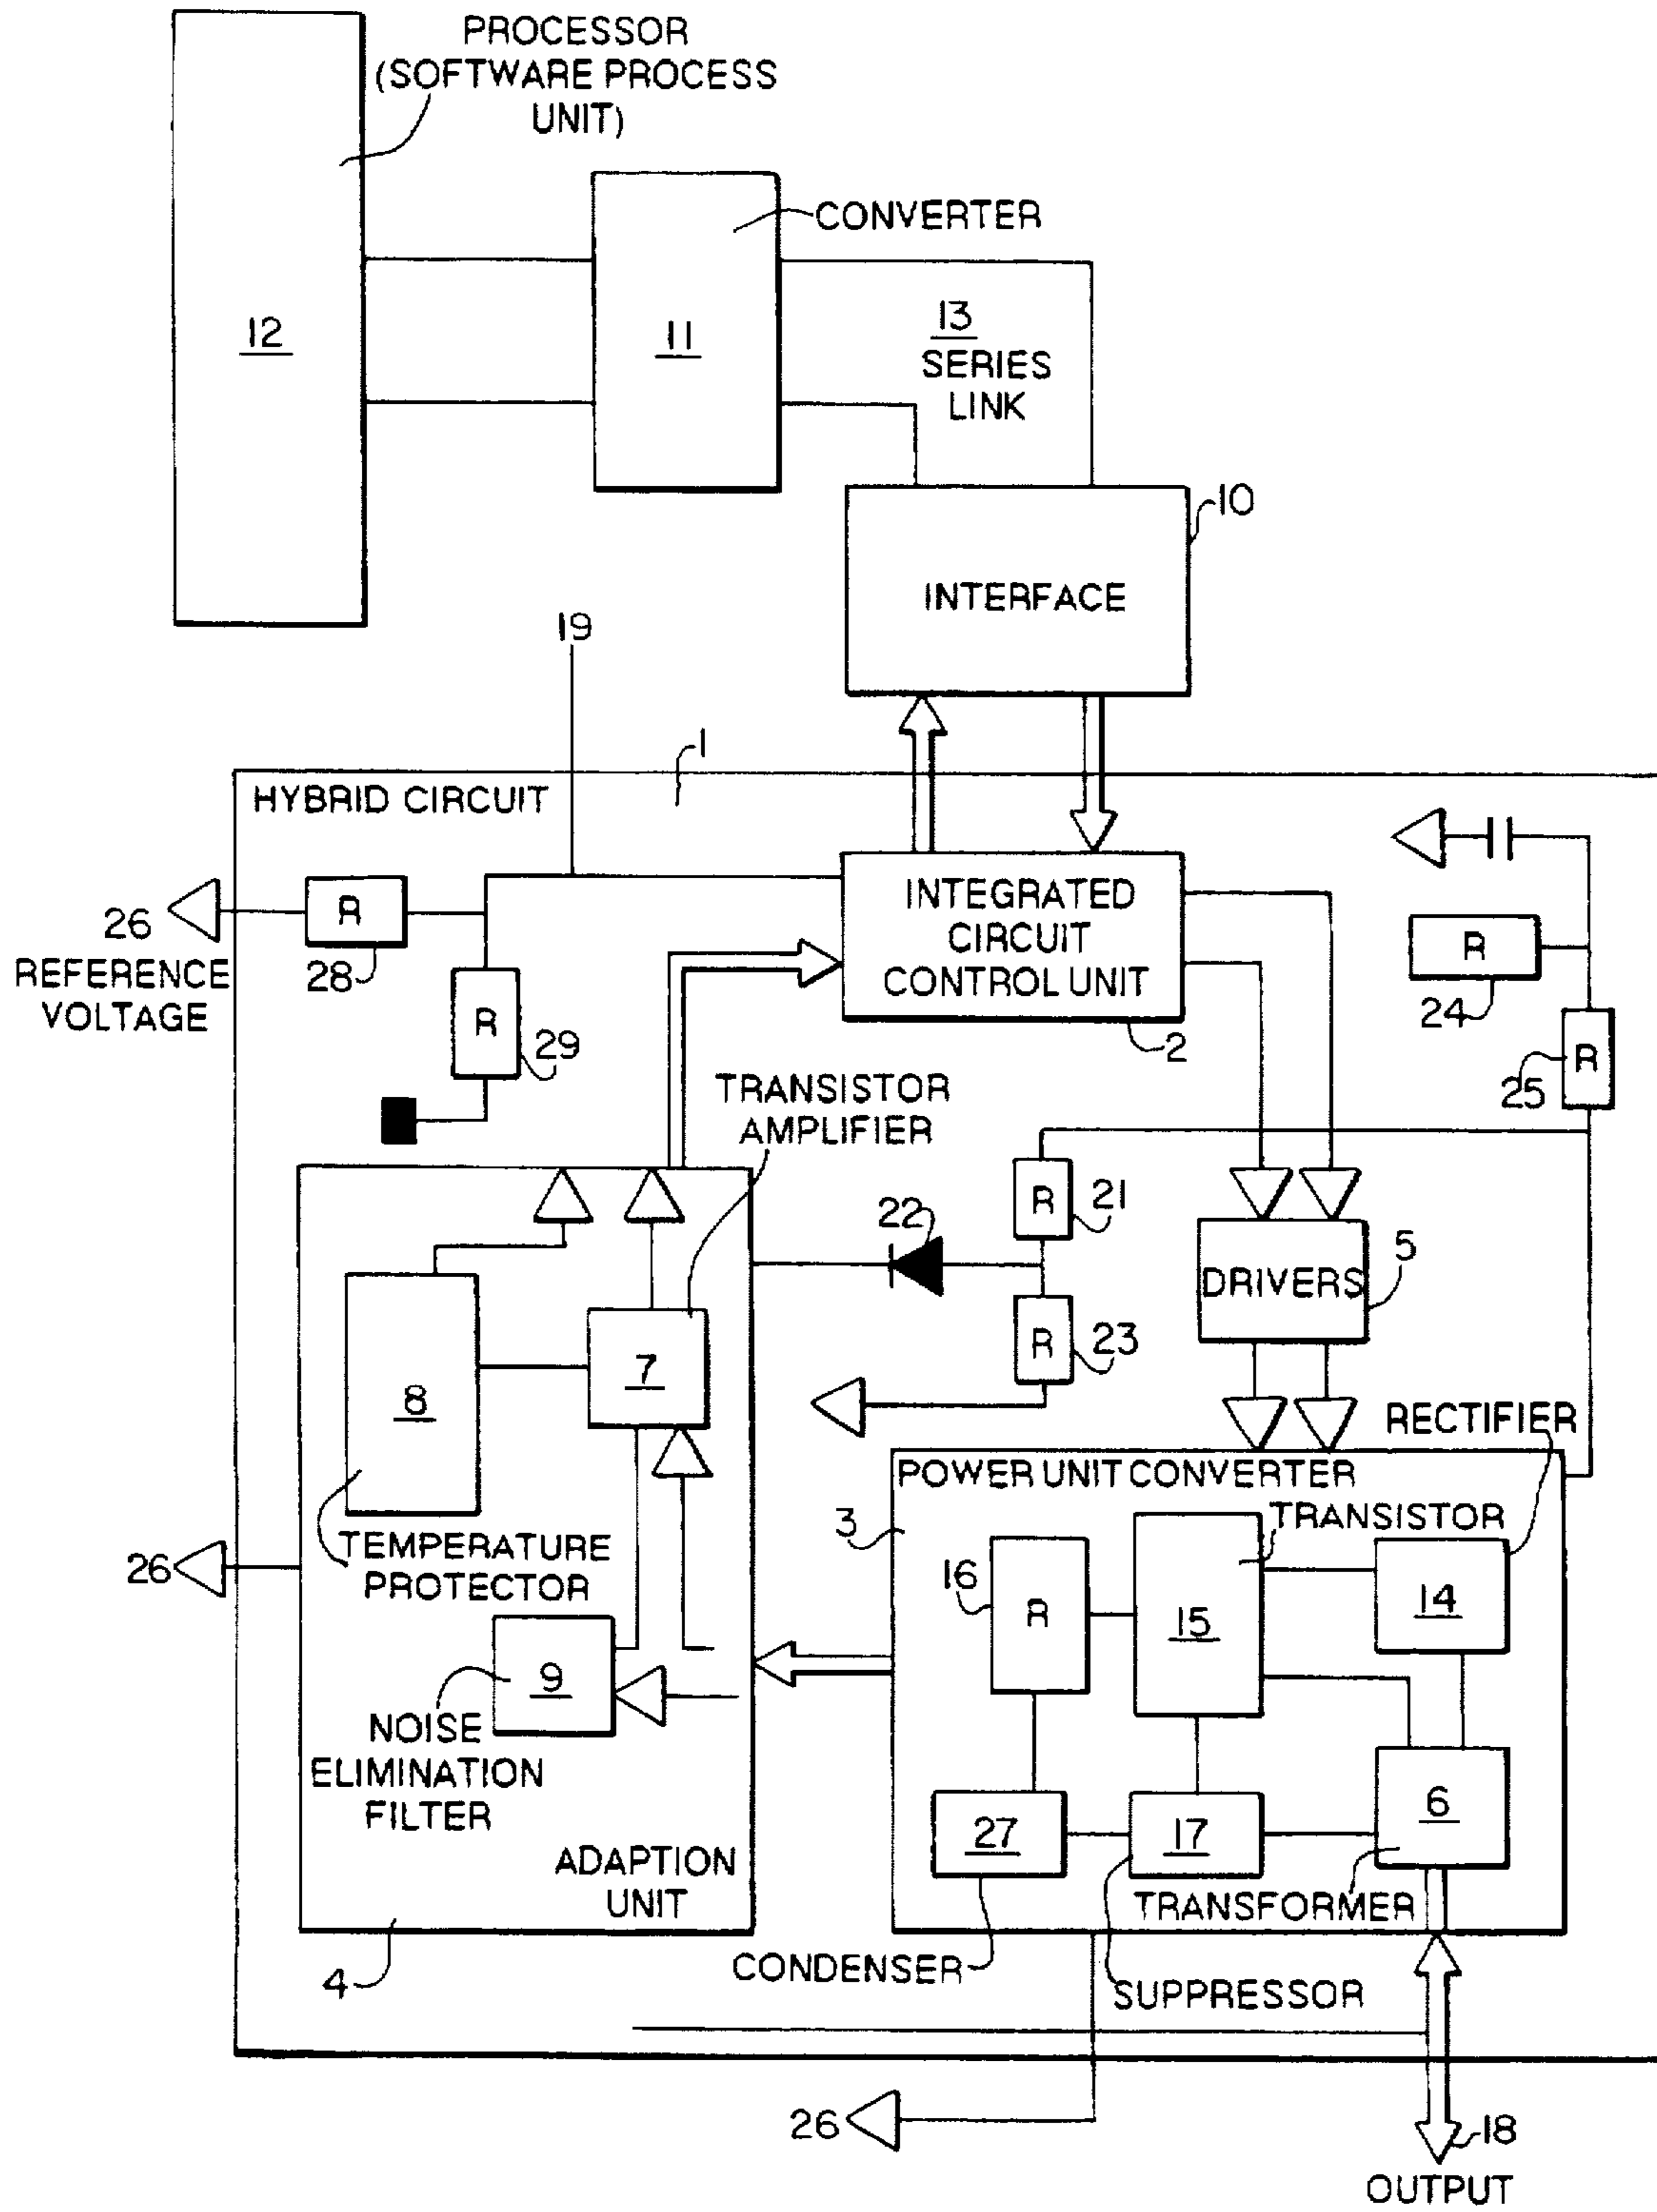 PROCESSOR
(SOFTWARE PROCESS
UNIT)
CONVERTER
12
11
13
SERIES
LINK
10
INTERFACE
19
1
HYBRID CIRCUIT
26
REFERENCE
VOLTAGE
R
28
R
29
INTEGRATED
CIRCUIT
CONTROL UNIT
2
R
24
R
25
TRANSISTOR
AMPLIFIER
22
R
21
R
23
DRIVERS
5
7
8
TEMPERATURE
PROTECTOR
26
9
NOISE
ELIMINATION
FILTER
ADAPTION
UNIT
4
RECTIFIER
POWER UNIT CONVERTER
3
TRANSISTOR
16
R
15
14
6
27
17
TRANSFORMER
CONDENSER
SUPPRESSOR
26
18
OUTPUT